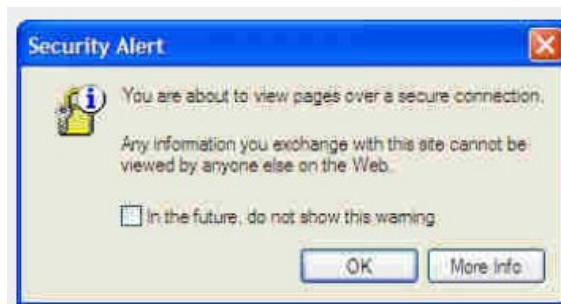 Security Alert
You are about to view pages over a secure connection.
Any information you exchange with this site cannot be
viewed by anyone else on the Web.
In the future, do not show this warning
OK
More Info